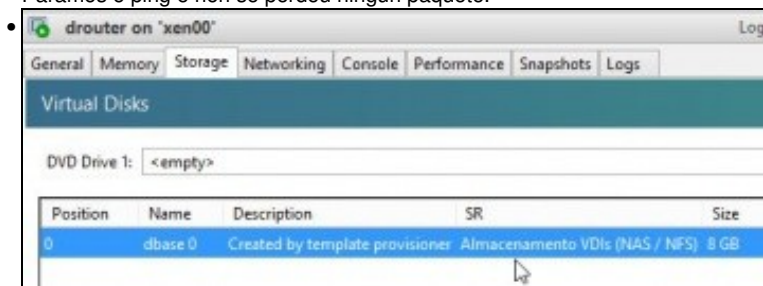 Paramos o ping e non se perdeu ningún paquete.
drouter on 'xen00'
Log
General Memory Storage Networking Console Performance Snapshots Logs
Virtual Disks
DVD Drive 1: <empty>
Position Name Description SR Size
0 dbase 0 Created by template provisioner Almacenamento VDIs (NAS / NFS) 8 GB